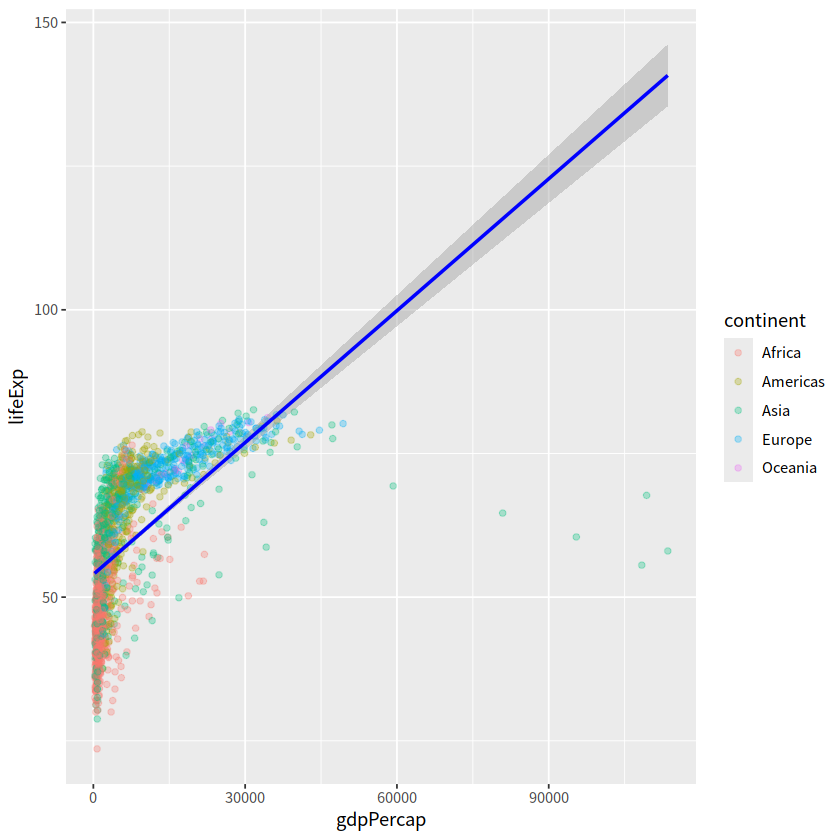 150
100
50
lifeExp
0 30000 60000 90000
gdpPercap
continent
Africa
Americas
Asia
Europe
Oceania